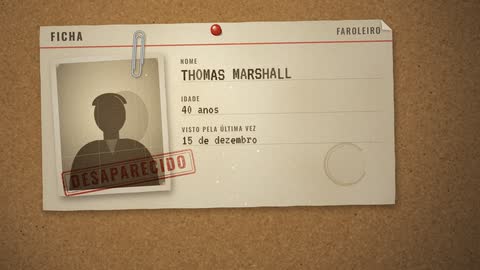 FICHA
FAROLEIRO
NOME
THOMAS MARSHALL
IDADE
40 anos
VISTO PELA ÚLTIMA VEZ
15 de dezembro
DESAPARECIDO